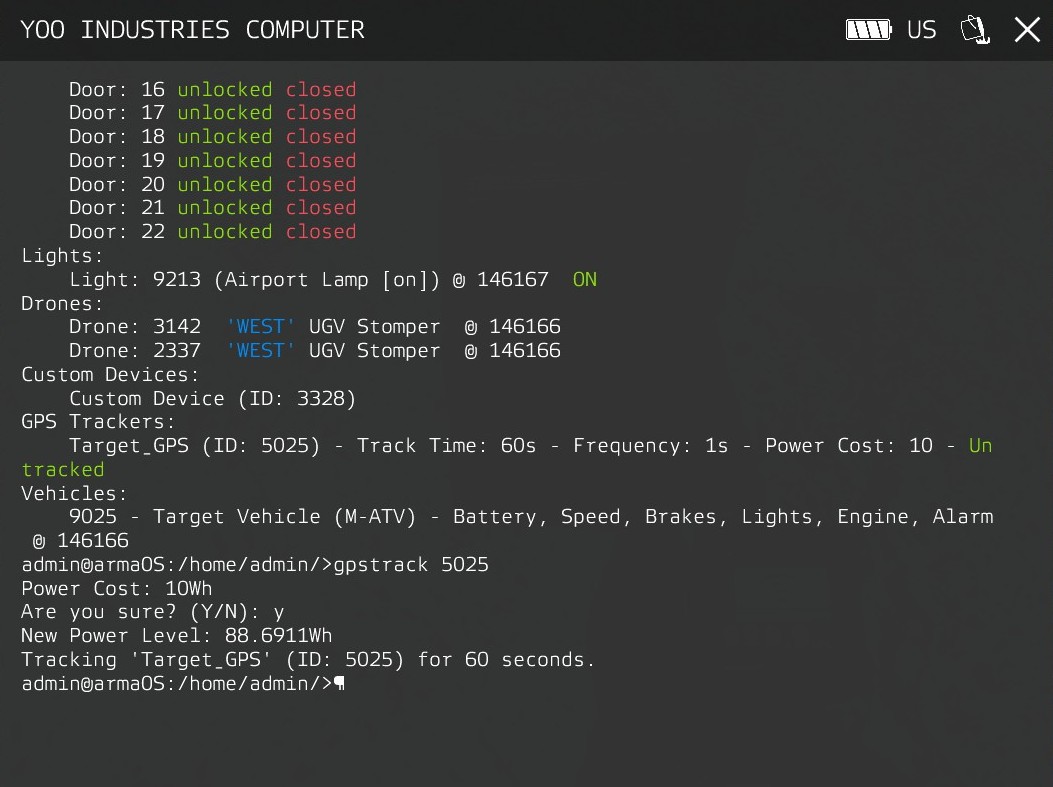 YOO INDUSTRIES COMPUTER US
Door: 16 unlocked closed
Door: 17 unlocked closed
Door: 18 unlocked closed
Door: 19 unlocked closed
Door: 20 unlocked closed
Door: 21 unlocked closed
Door: 22 unlocked closed
Lights:
Light: 9213 (Airport Lamp [on]) @ 146167 ON
Drones:
Drone: 3142 'WEST' UGV Stomper @ 146166
Drone: 2337 'WEST' UGV Stomper @ 146166
Custom Devices:
Custom Device (ID: 3328)
GPS Trackers:
Target_GPS (ID: 5025) - Track Time: 60s - Frequency: 1s - Power Cost: 10 - Un
tracked
Vehicles:
9025 - Target Vehicle (M-ATV) - Battery, Speed, Brakes, Lights, Engine, Alarm
@ 146166
admin@armaOS:/home/admin/>gpstrack 5025
Power Cost: 10Wh
Are you sure? (Y/N): y
New Power Level: 88.6911Wh
Tracking 'Target_GPS' (ID: 5025) for 60 seconds.
admin@armaOS:/home/admin/>¶